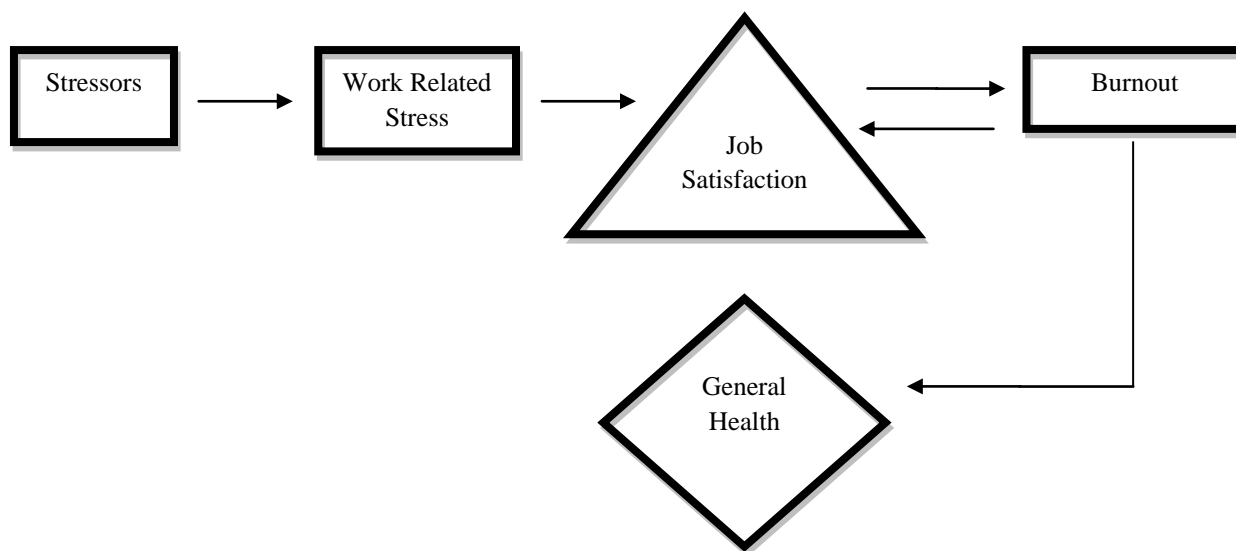 Stressors
Work Related
Stress
Job
Satisfaction
Burnout
General
Health